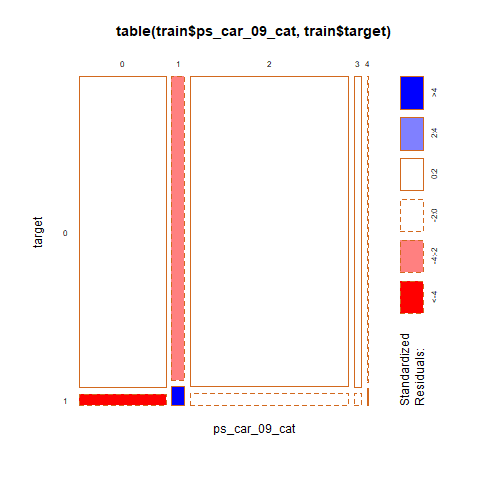 table(train$ps_car_09_cat, train$target)
0 1 2 3 4
target
0
1
ps_car_09_cat
>4
2:4
0:2
-2:0
-4:-2
<-4
Standardized
Residuals: